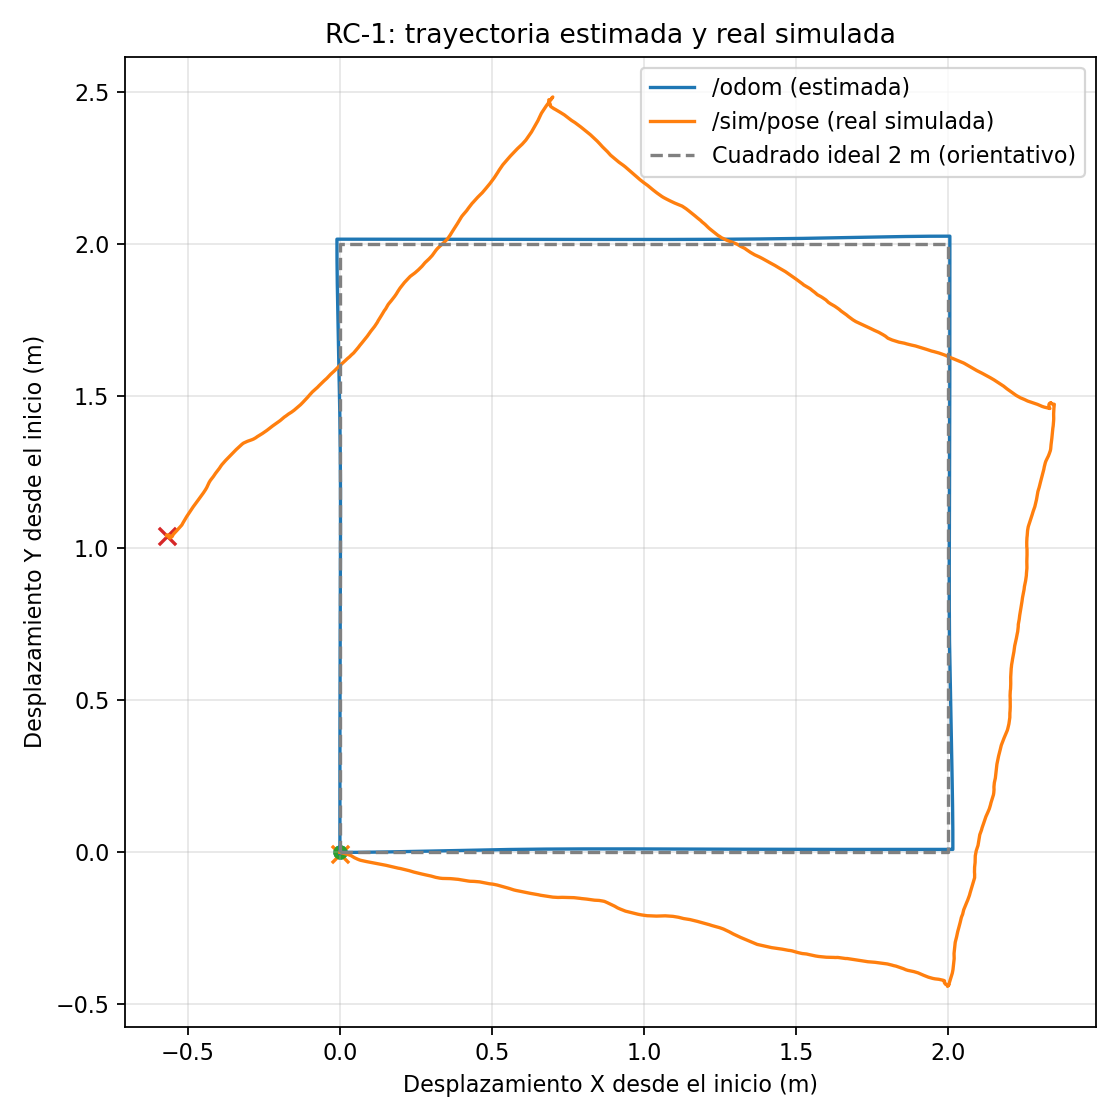 RC-1: trayectoria estimada y real simulada
/odom (estimada)
/sim/pose (real simulada)
Cuadrado ideal 2 m (orientativo)
Desplazamiento Y desde el inicio (m)
2.5
2.0
1.5
1.0
0.5
0.0
−0.5
−0.5
0.0
0.5
1.0
1.5
2.0
Desplazamiento X desde el inicio (m)